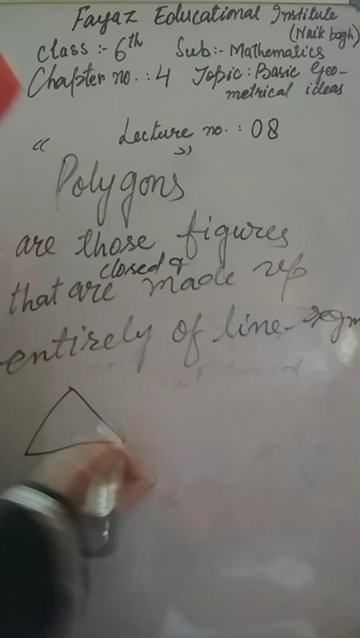 Fayaz Educational Institute
(Naik bagh)
Class :- 6th Sub:- Mathematics
Chapter no. : 4 Topic : Basic Geo-
metrical ideas
Lecture no. : 08
"Polygons"
are those figures
that are closed & made up
entirely of line-segm